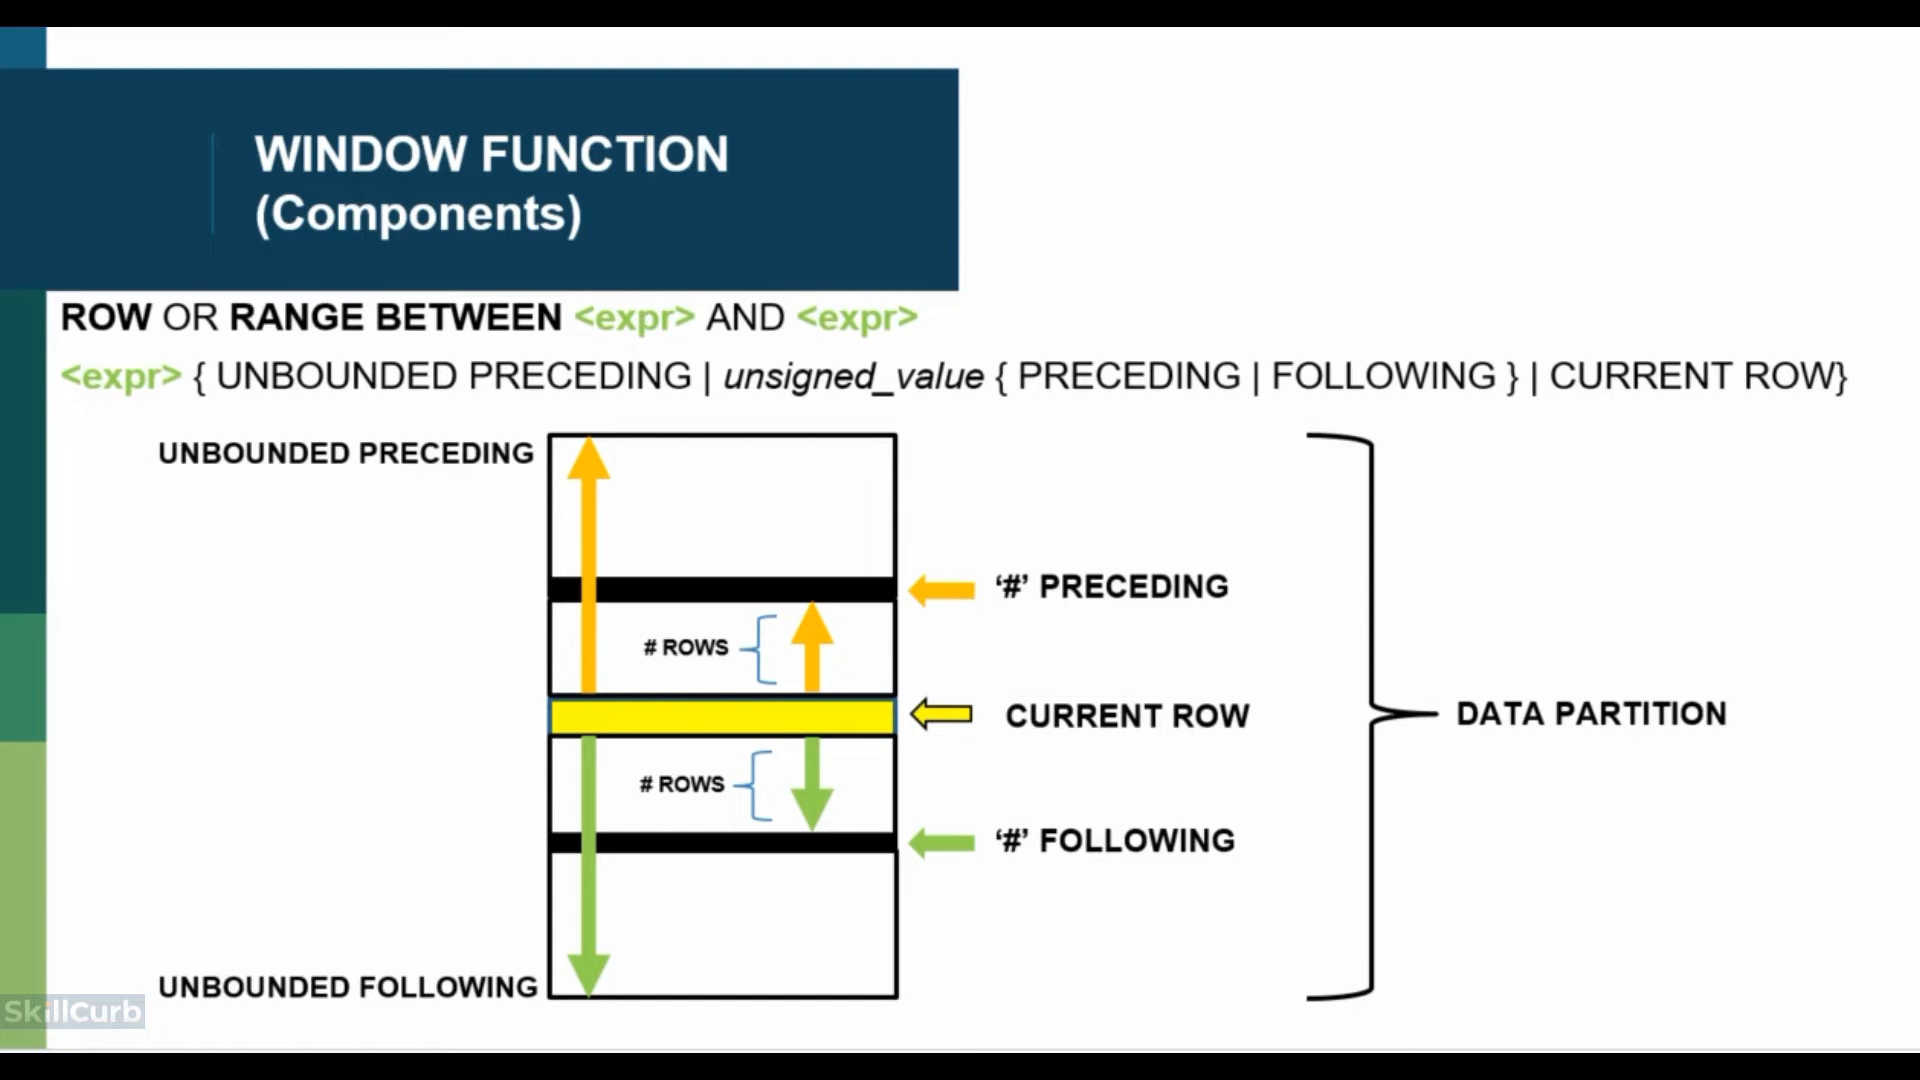 WINDOW FUNCTION
(Components)
ROW OR RANGE BETWEEN <expr> AND <expr>
<expr> { UNBOUNDED PRECEDING | unsigned_value { PRECEDING | FOLLOWING } | CURRENT ROW}
UNBOUNDED PRECEDING
‘#’ PRECEDING
# ROWS
CURRENT ROW
DATA PARTITION
# ROWS
‘#’ FOLLOWING
UNBOUNDED FOLLOWING
SkillCurb